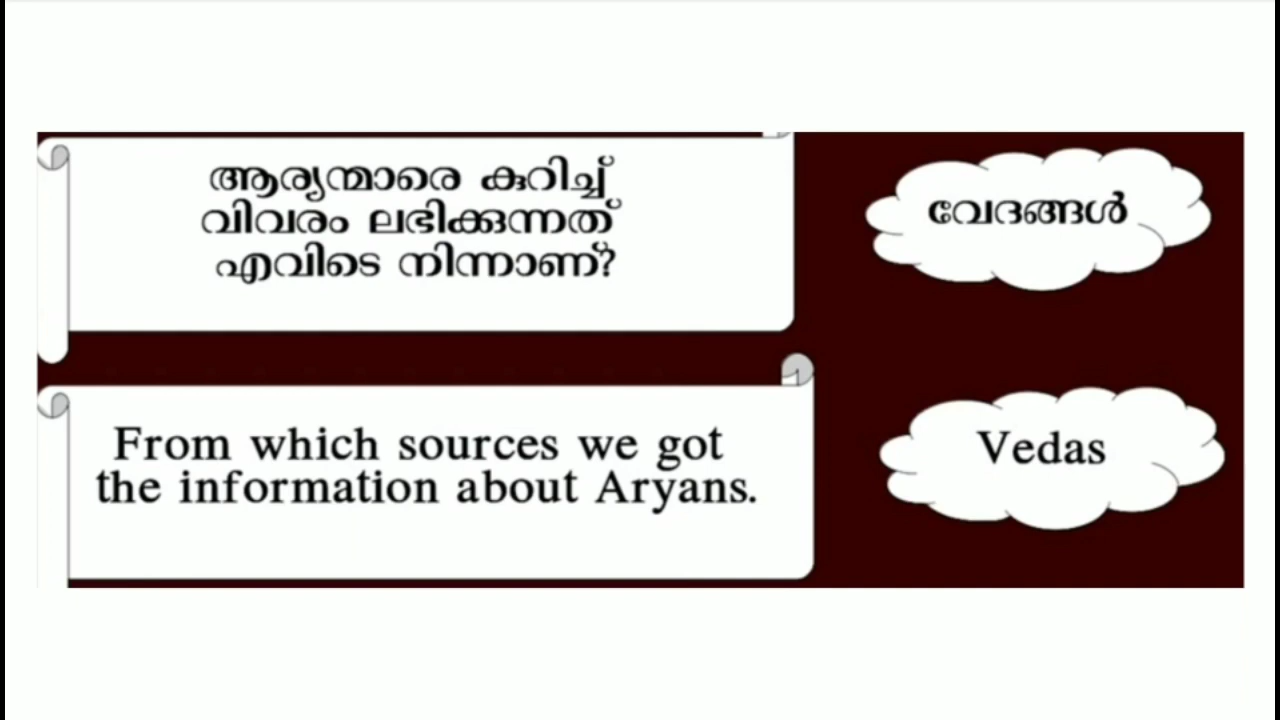 ആര്യന്മാരെ കുറിച്ച്
വിവരം ലഭിക്കുന്നത്
എവിടെ നിന്നാണ്?
വേദങ്ങൾ
From which sources we got
the information about Aryans.
Vedas